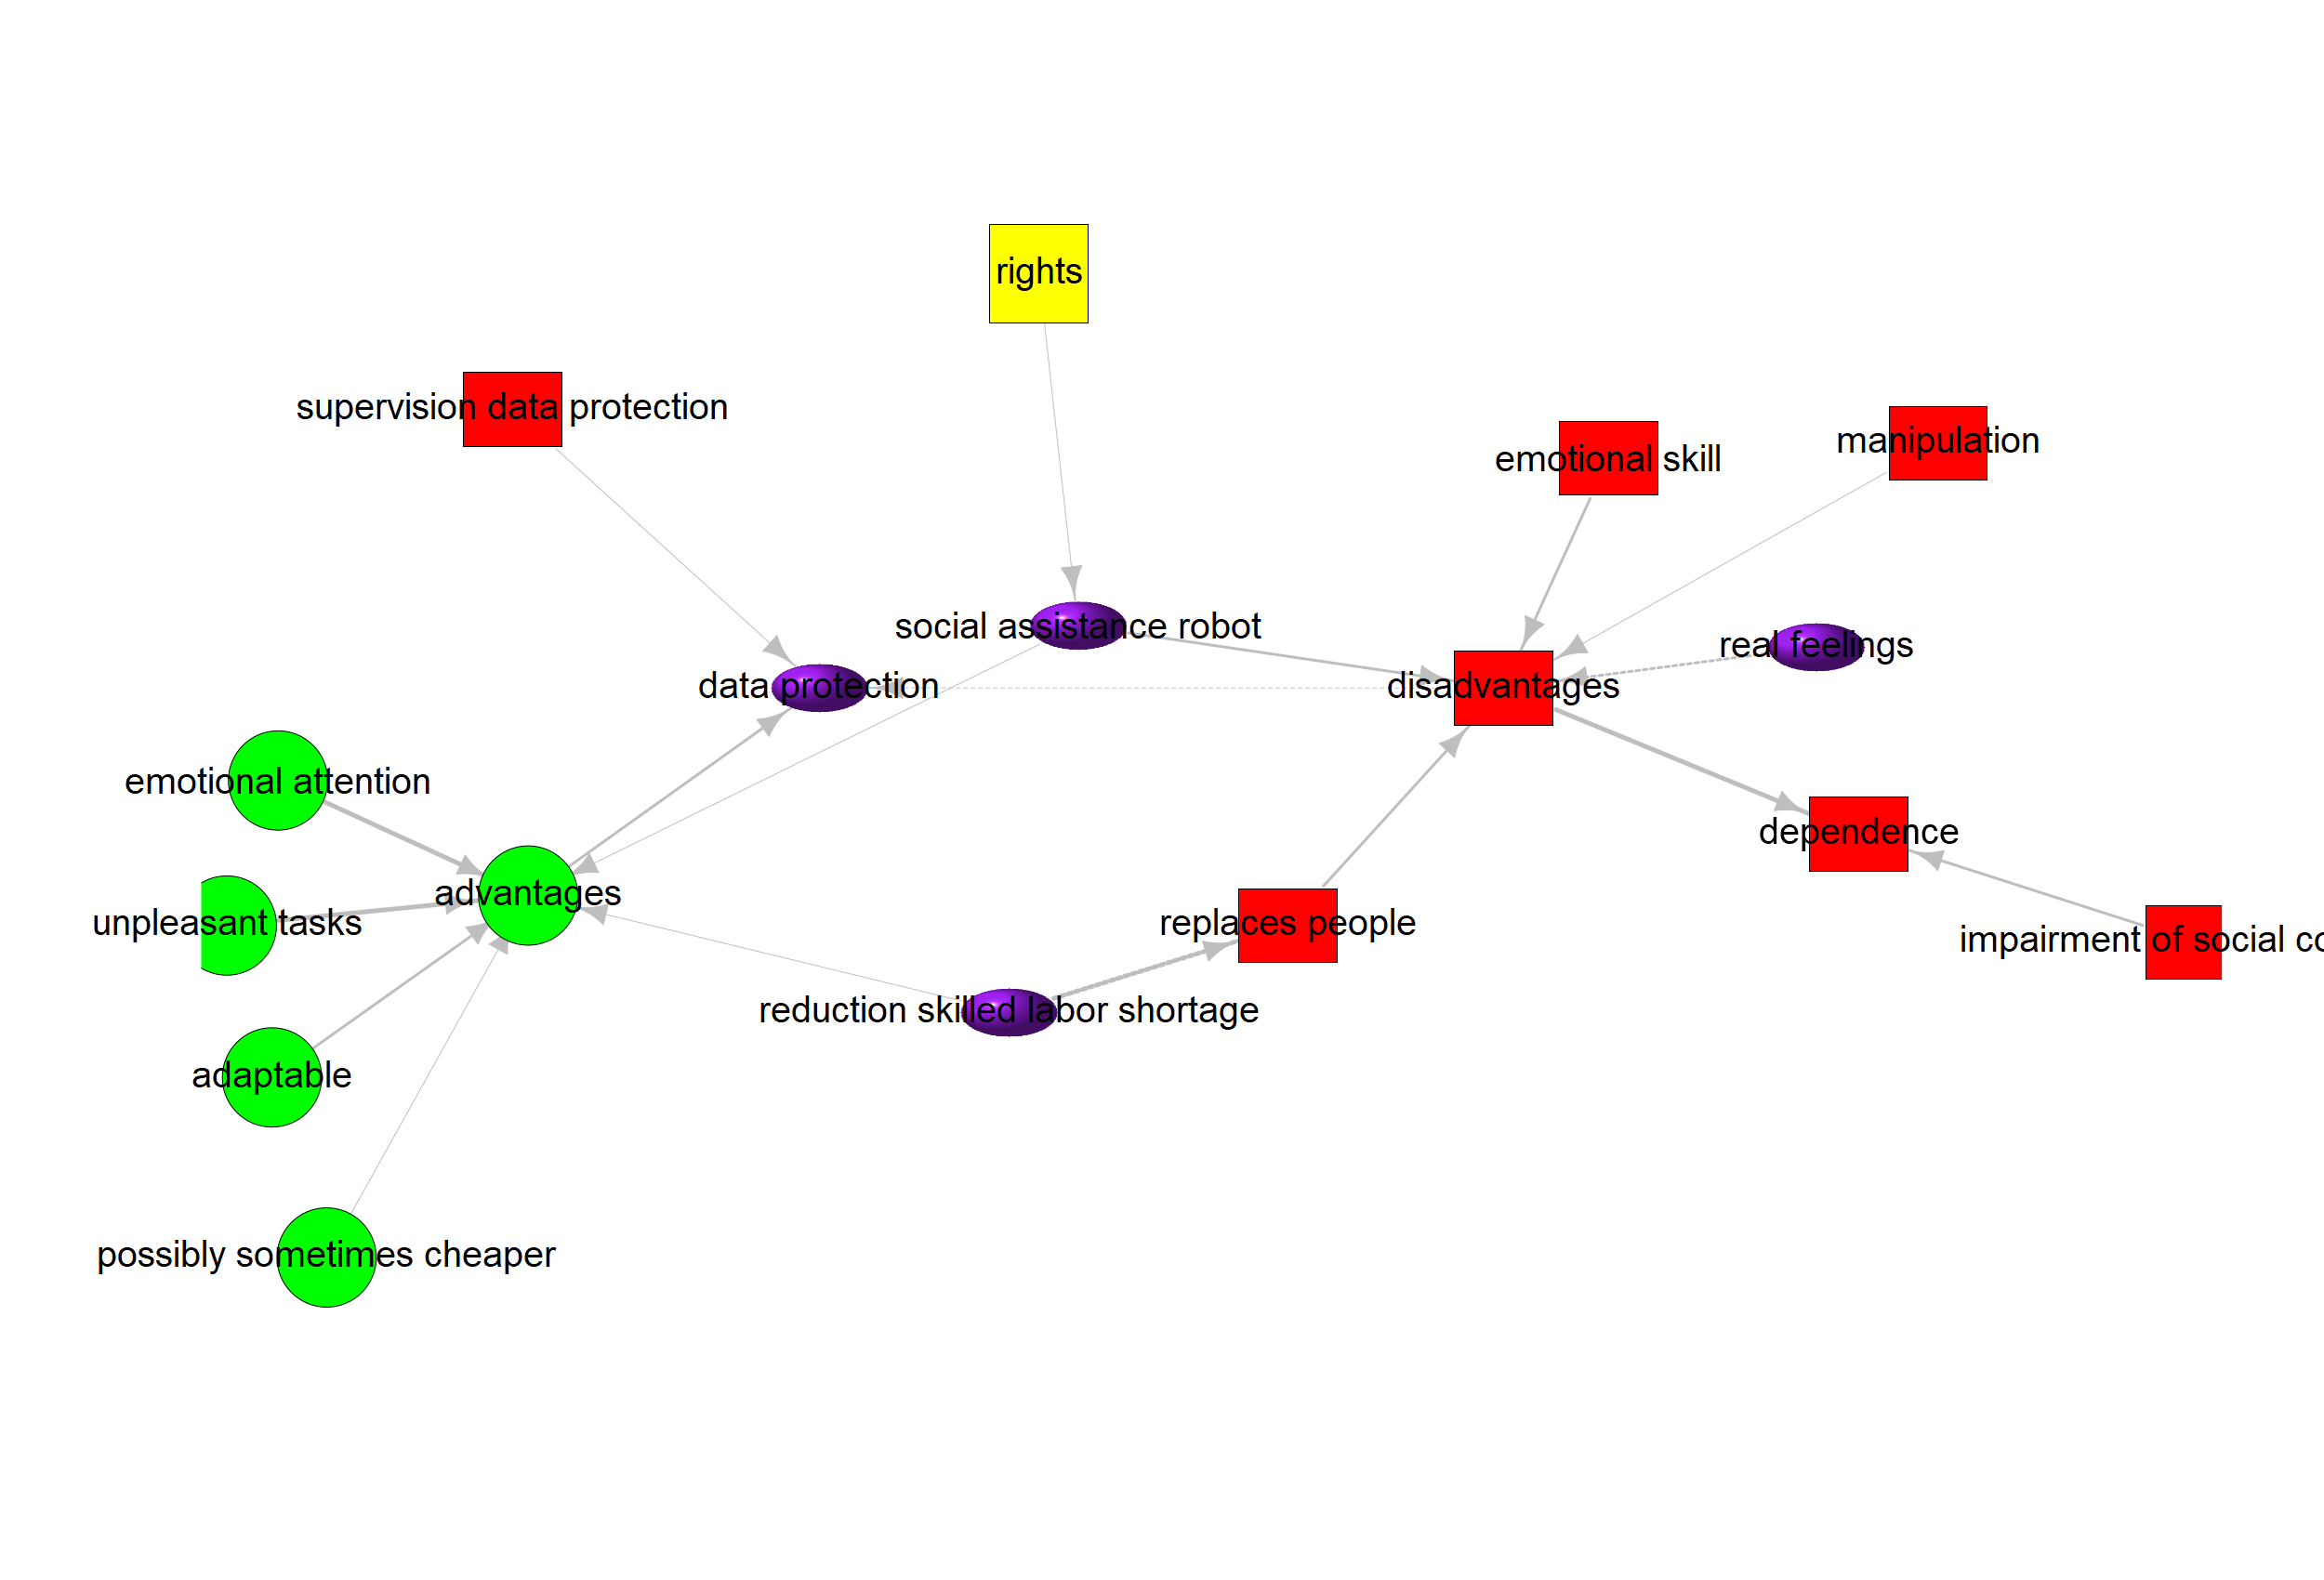 rights
supervision data protection
emotional skill
manipulation
social assistance robot
real feelings
data protection
disadvantages
emotional attention
dependence
advantages
unpleasant tasks
replaces people
impairment of social
reduction skilled labor shortage
adaptable
possibly sometimes cheaper